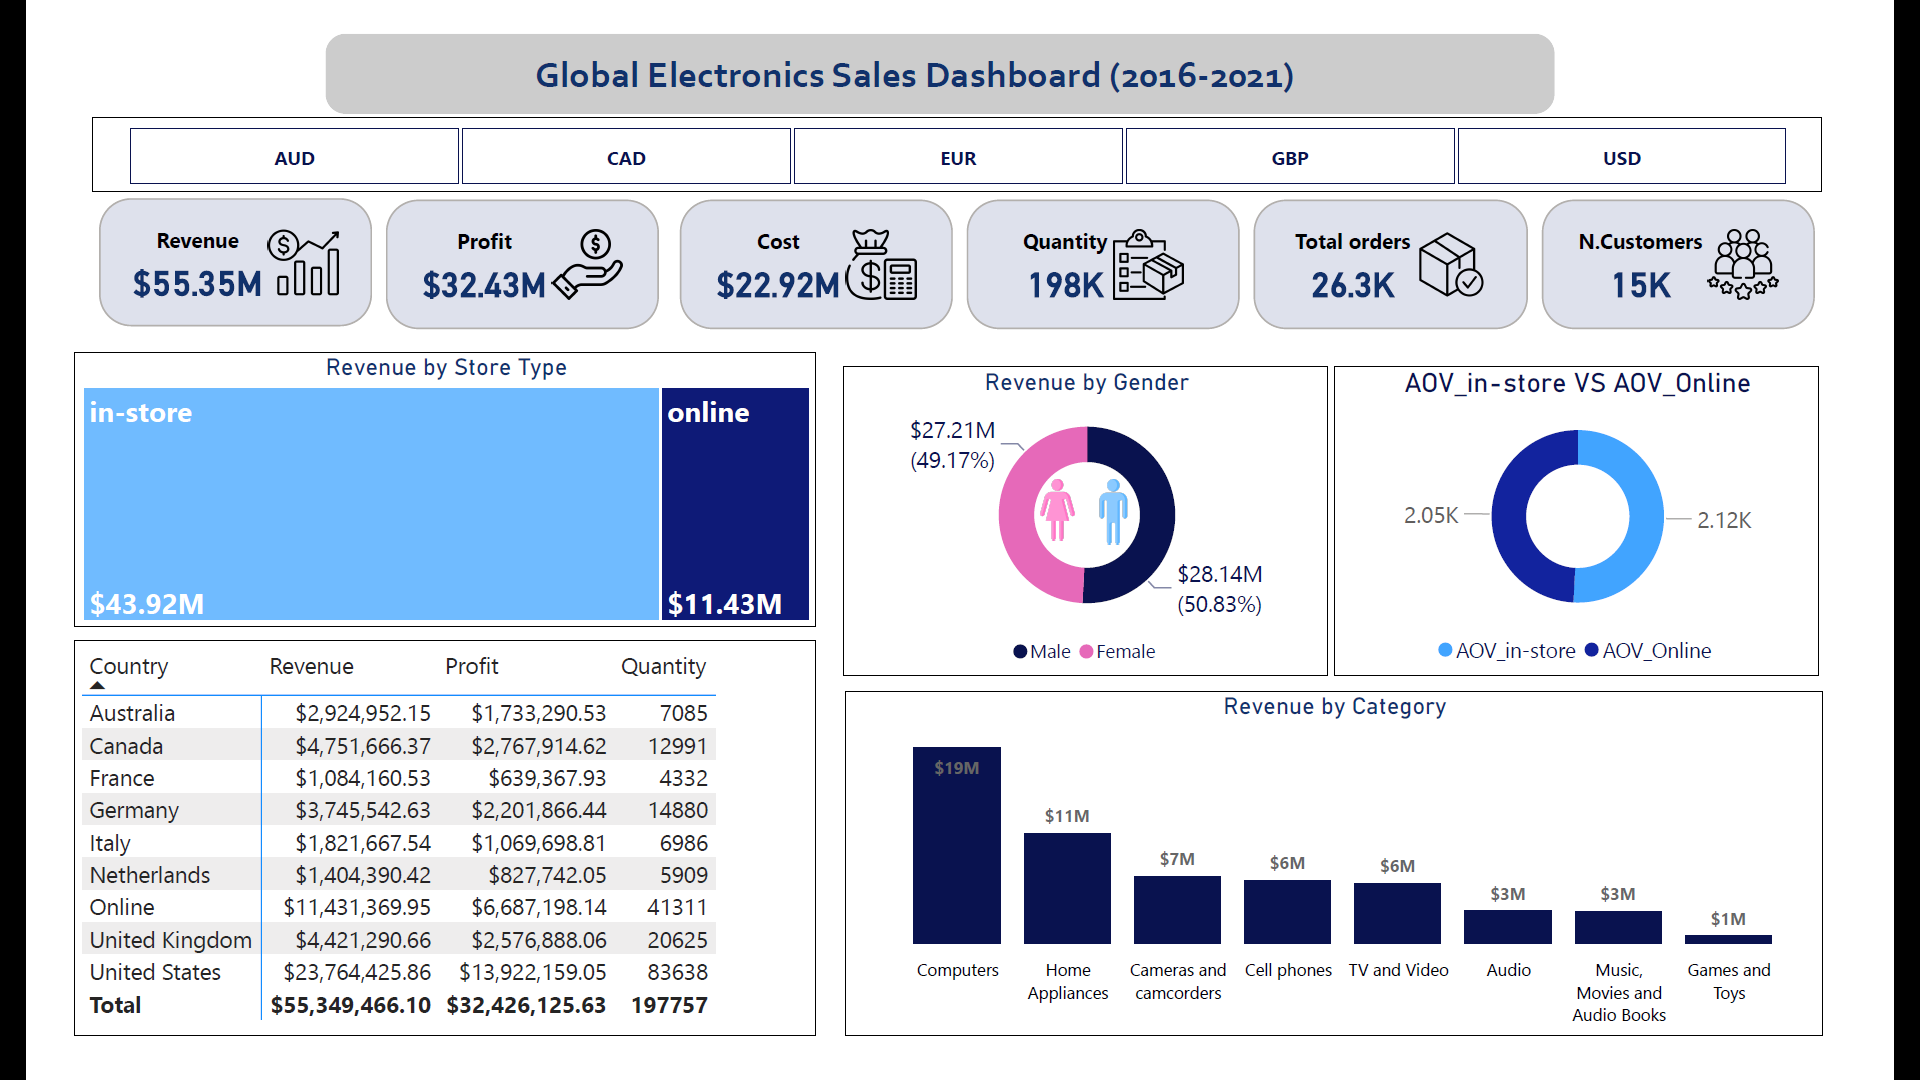 Global Electronics Sales Dashboard (2016-2021)
AUD
CAD
EUR
GBP
USD
Revenue
$55.35M
Profit
$32.43M
Cost
$22.92M
Quantity
198K
Total orders
26.3K
N.Customers
15K
Revenue by Store Type
in-store
online
$43.92M
$11.43M
Revenue by Gender
$27.21M
(49.17%)
$28.14M
(50.83%)
Male Female
AOV_in-store VS AOV_Online
2.05K
2.12K
AOV_in-store AOV_Online
Country Revenue Profit Quantity
Australia $2,924,952.15 $1,733,290.53 7085
Canada $4,751,666.37 $2,767,914.62 12991
France $1,084,160.53 $639,367.93 4332
Germany $3,745,542.63 $2,201,866.44 14880
Italy $1,821,667.54 $1,069,698.81 6986
Netherlands $1,404,390.42 $827,742.05 5909
Online $11,431,369.95 $6,687,198.14 41311
United Kingdom $4,421,290.66 $2,576,888.06 20625
United States $23,764,425.86 $13,922,159.05 83638
Total $55,349,466.10 $32,426,125.63 197757
Revenue by Category
$19M
$11M
$7M
$6M
$6M
$3M
$3M
$1M
Computers
Home
Appliances
Cameras and
camcorders
Cell phones
TV and Video
Audio
Music,
Movies and
Audio Books
Games and
Toys